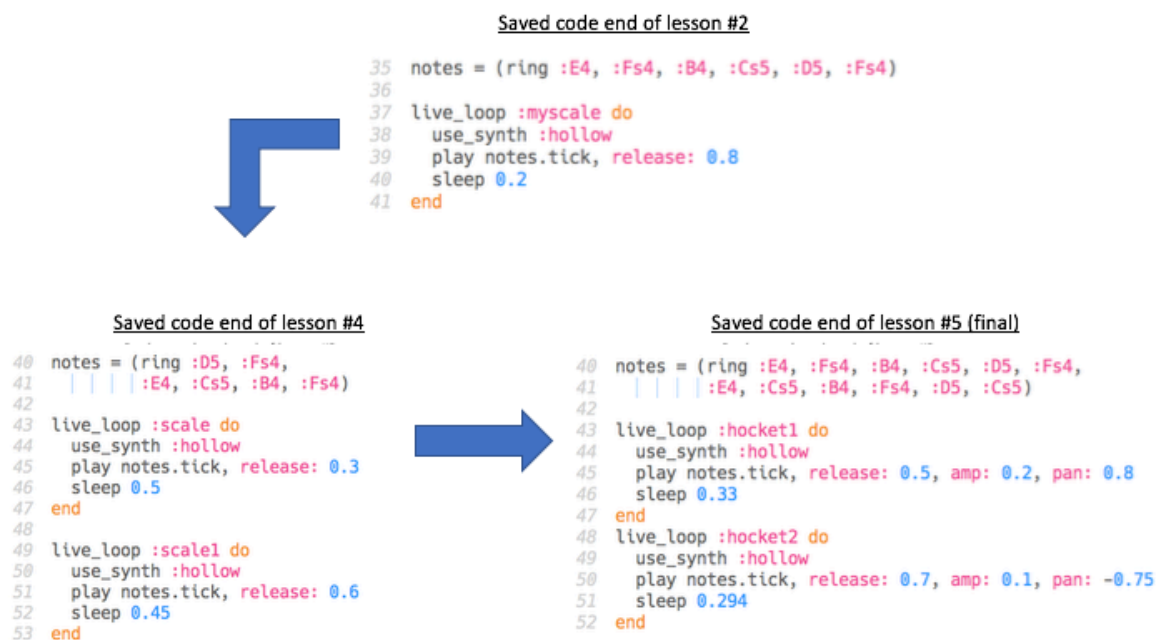 Saved code end of lesson #2
35 notes = (ring :E4, :Fs4, :B4, :Cs5, :D5, :Fs4)
36
37 live_loop :myscale do
38   use_synth :hollow
39   play notes.tick, release: 0.8
40   sleep 0.2
41 end
Saved code end of lesson #4
40 notes = (ring :D5, :Fs4,
41         :E4, :Cs5, :B4, :Fs4)
42
43 live_loop :scale do
44   use_synth :hollow
45   play notes.tick, release: 0.3
46   sleep 0.5
47 end
48
49 live_loop :scale1 do
50   use_synth :hollow
51   play notes.tick, release: 0.6
52   sleep 0.45
53 end
Saved code end of lesson #5 (final)
40 notes = (ring :E4, :Fs4, :B4, :Cs5, :D5, :Fs4,
41         :E4, :Cs5, :B4, :Fs4, :D5, :Cs5)
42
43 live_loop :hocket1 do
44   use_synth :hollow
45   play notes.tick, release: 0.5, amp: 0.2, pan: 0.8
46   sleep 0.33
47 end
48 live_loop :hocket2 do
49   use_synth :hollow
50   play notes.tick, release: 0.7, amp: 0.1, pan: -0.75
51   sleep 0.294
52 end